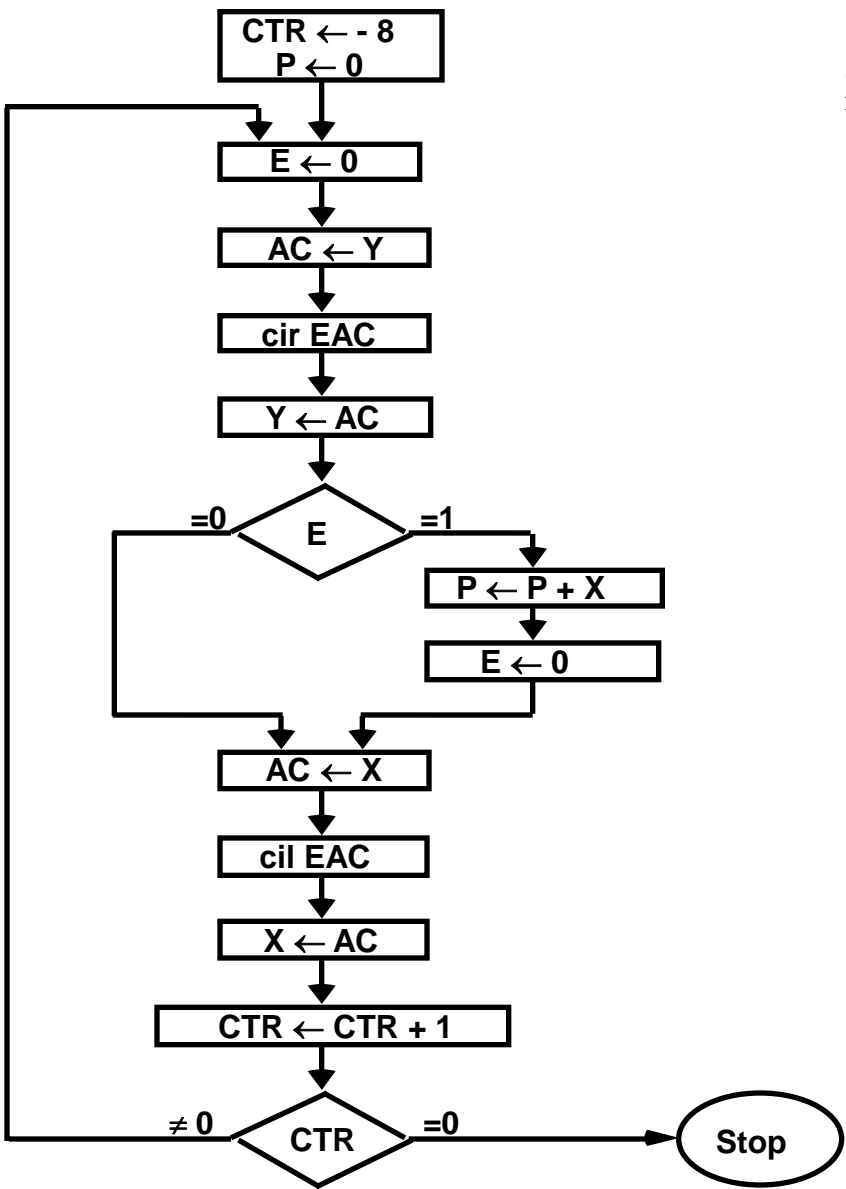 CTR ← - 8
P ← 0
E ← 0
AC ← Y
cir EAC
Y ← AC
=0
E
=1
P ← P + X
E ← 0
AC ← X
cil EAC
X ← AC
CTR ← CTR + 1
≠ 0
CTR
=0
Stop